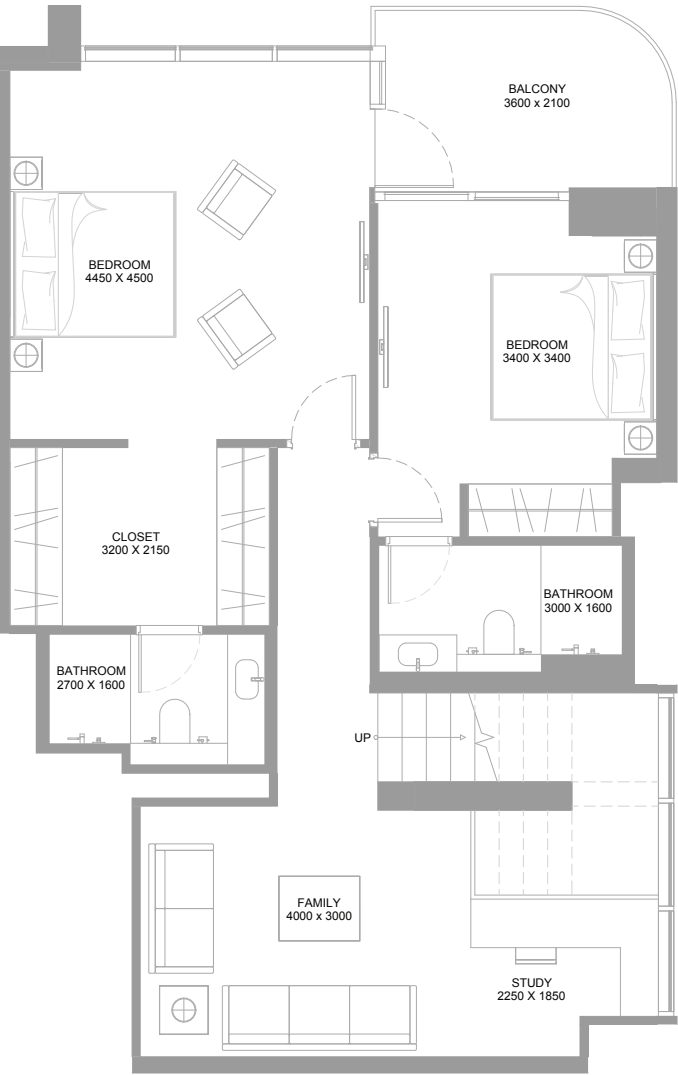 BALCONY
3600 x 2100
BEDROOM
4450 X 4500
BEDROOM
3400 X 3400
CLOSET
3200 X 2150
BATHROOM
3000 X 1600
BATHROOM
2700 X 1600
UP
FAMILY
4000 x 3000
STUDY
2250 X 1850